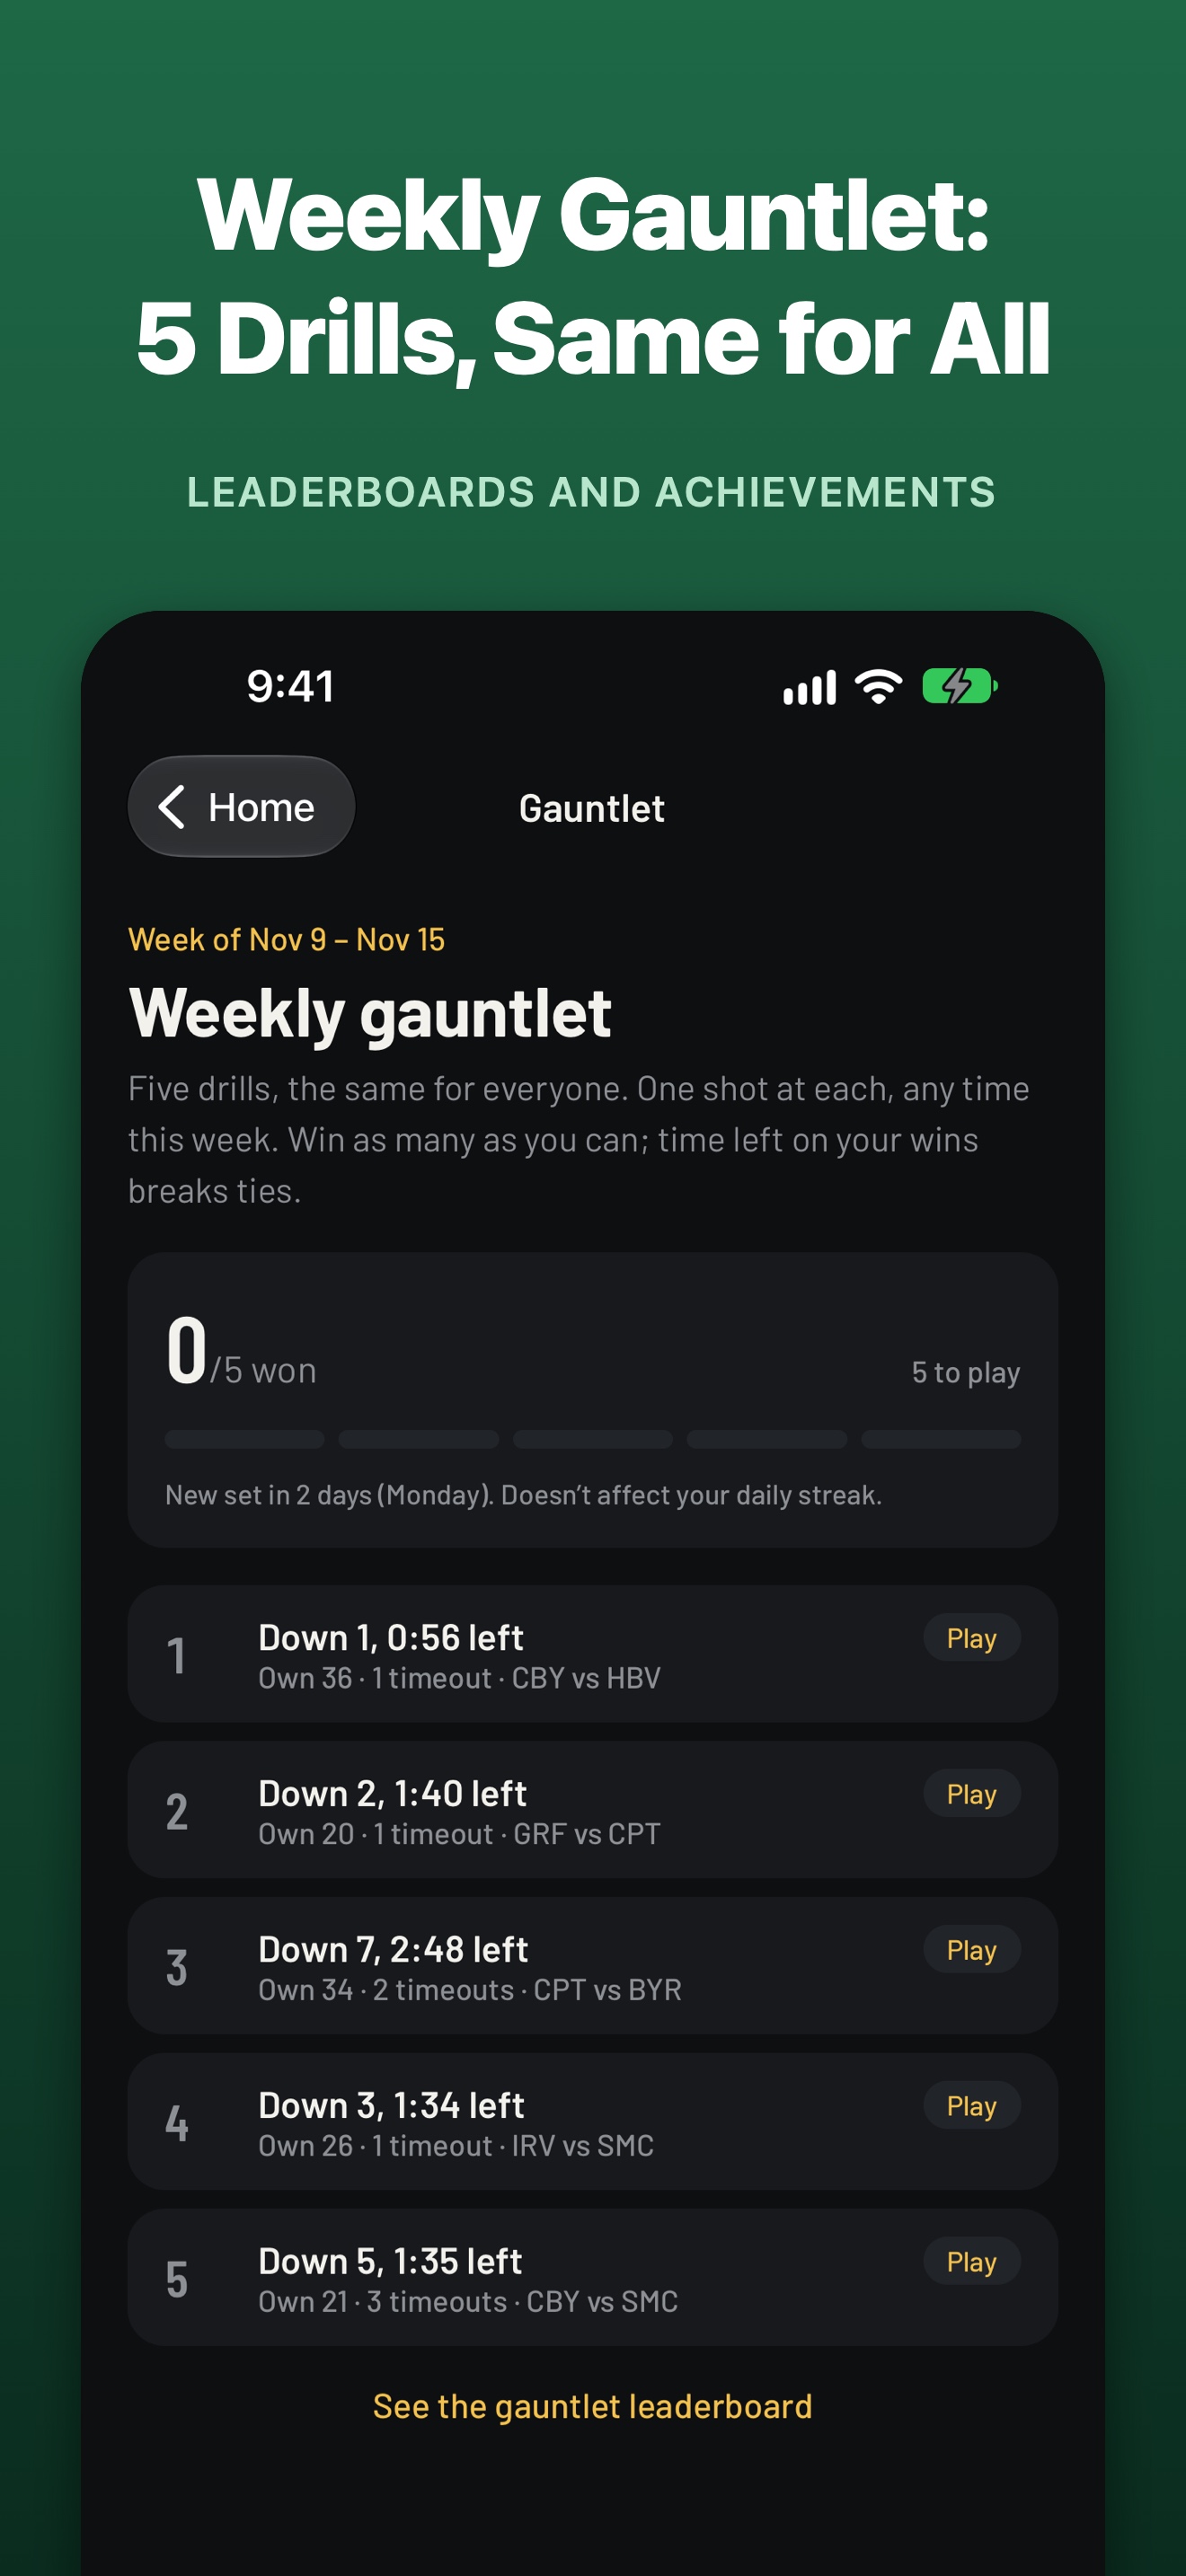 Weekly Gauntlet:
5 Drills, Same for All
LEADERBOARDS AND ACHIEVEMENTS
9:41
Home
Gauntlet
Week of Nov 9 – Nov 15
Weekly gauntlet
Five drills, the same for everyone. One shot at each, any time
this week. Win as many as you can; time left on your wins
breaks ties.
0/5 won
5 to play
New set in 2 days (Monday). Doesn’t affect your daily streak.
1
Down 1, 0:56 left
Own 36 · 1 timeout · CBY vs HBV
Play
2
Down 2, 1:40 left
Own 20 · 1 timeout · GRF vs CPT
Play
3
Down 7, 2:48 left
Own 34 · 2 timeouts · CPT vs BYR
Play
4
Down 3, 1:34 left
Own 26 · 1 timeout · IRV vs SMC
Play
5
Down 5, 1:35 left
Own 21 · 3 timeouts · CBY vs SMC
Play
See the gauntlet leaderboard